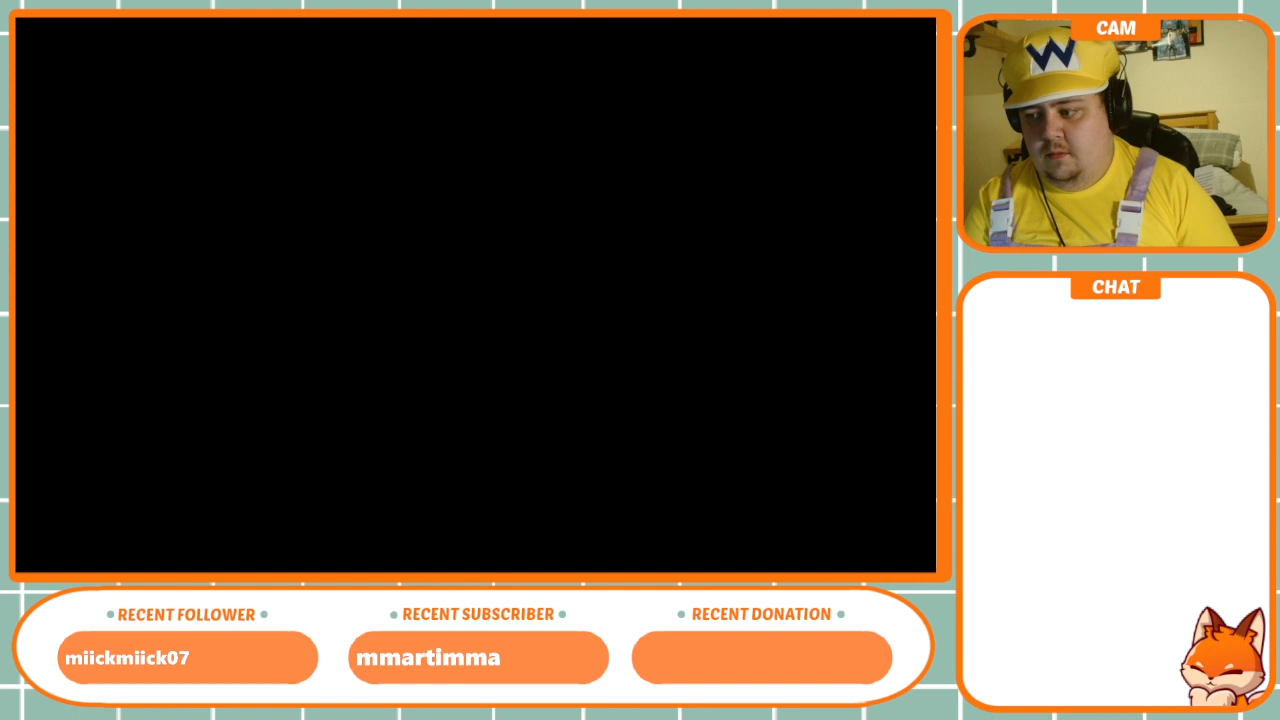 CAM
W
CHAT
RECENT FOLLOWER
RECENT SUBSCRIBER
RECENT DONATION
miickmiick07
mmartimma